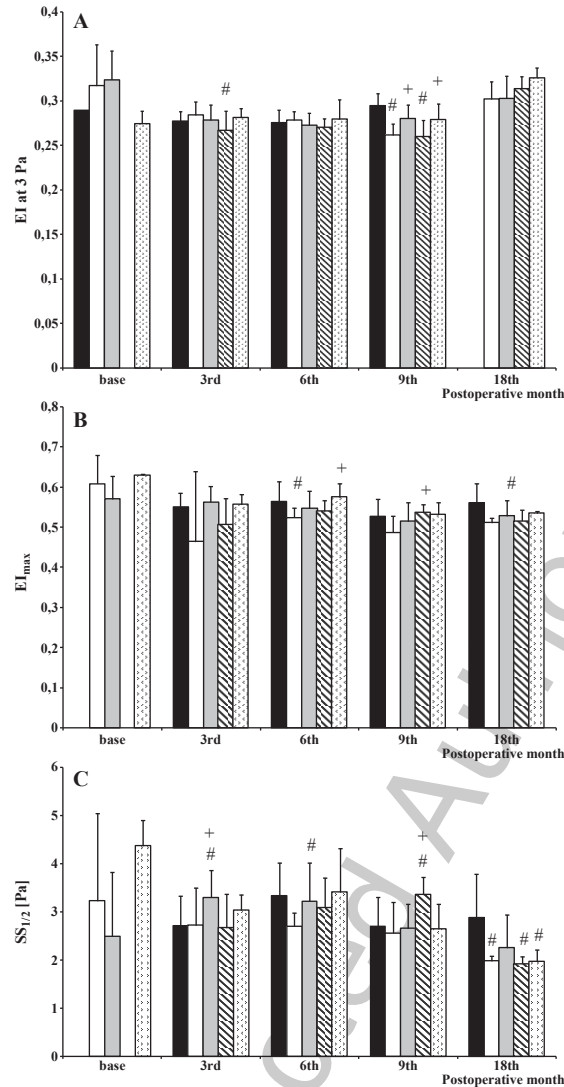 A
0,4
0,35
0,3
0,25
0,2
0,15
0,1
0,05
0
EI at 3 Pa
#
# + # +
base 3rd 6th 9th 18th
Postoperative month
B
0,8
0,7
0,6
0,5
0,4
0,3
0,2
0,1
0
EImax
# + + #
base 3rd 6th 9th 18th
Postoperative month
C
6
5
4
3
2
1
0
SS1/2 [Pa]
+ +
# # #
# # #
base 3rd 6th 9th 18th
Postoperative month